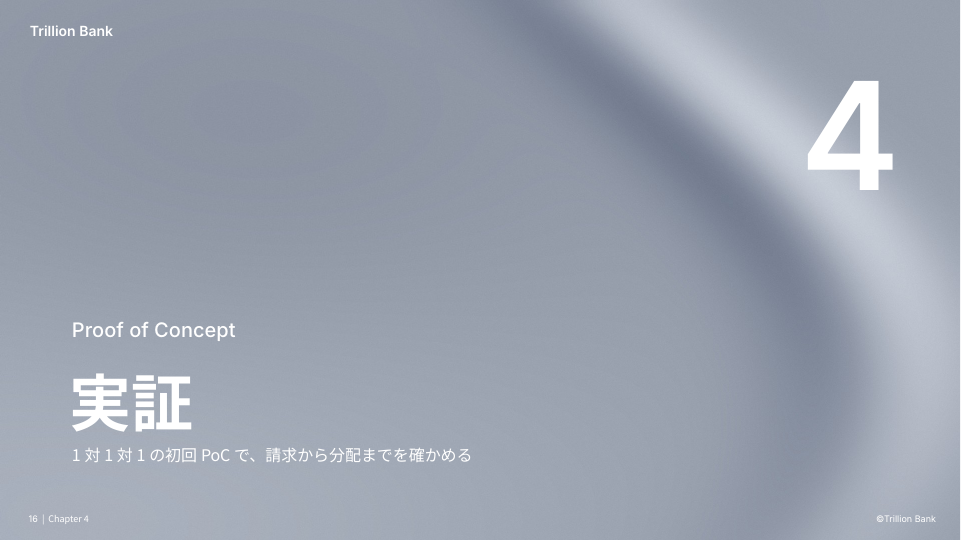 Trillion Bank
4
Proof of Concept
実証
1 対 1 対 1 の初回 PoC で、請求から分配までを確かめる
16 | Chapter 4
©Trillion Bank